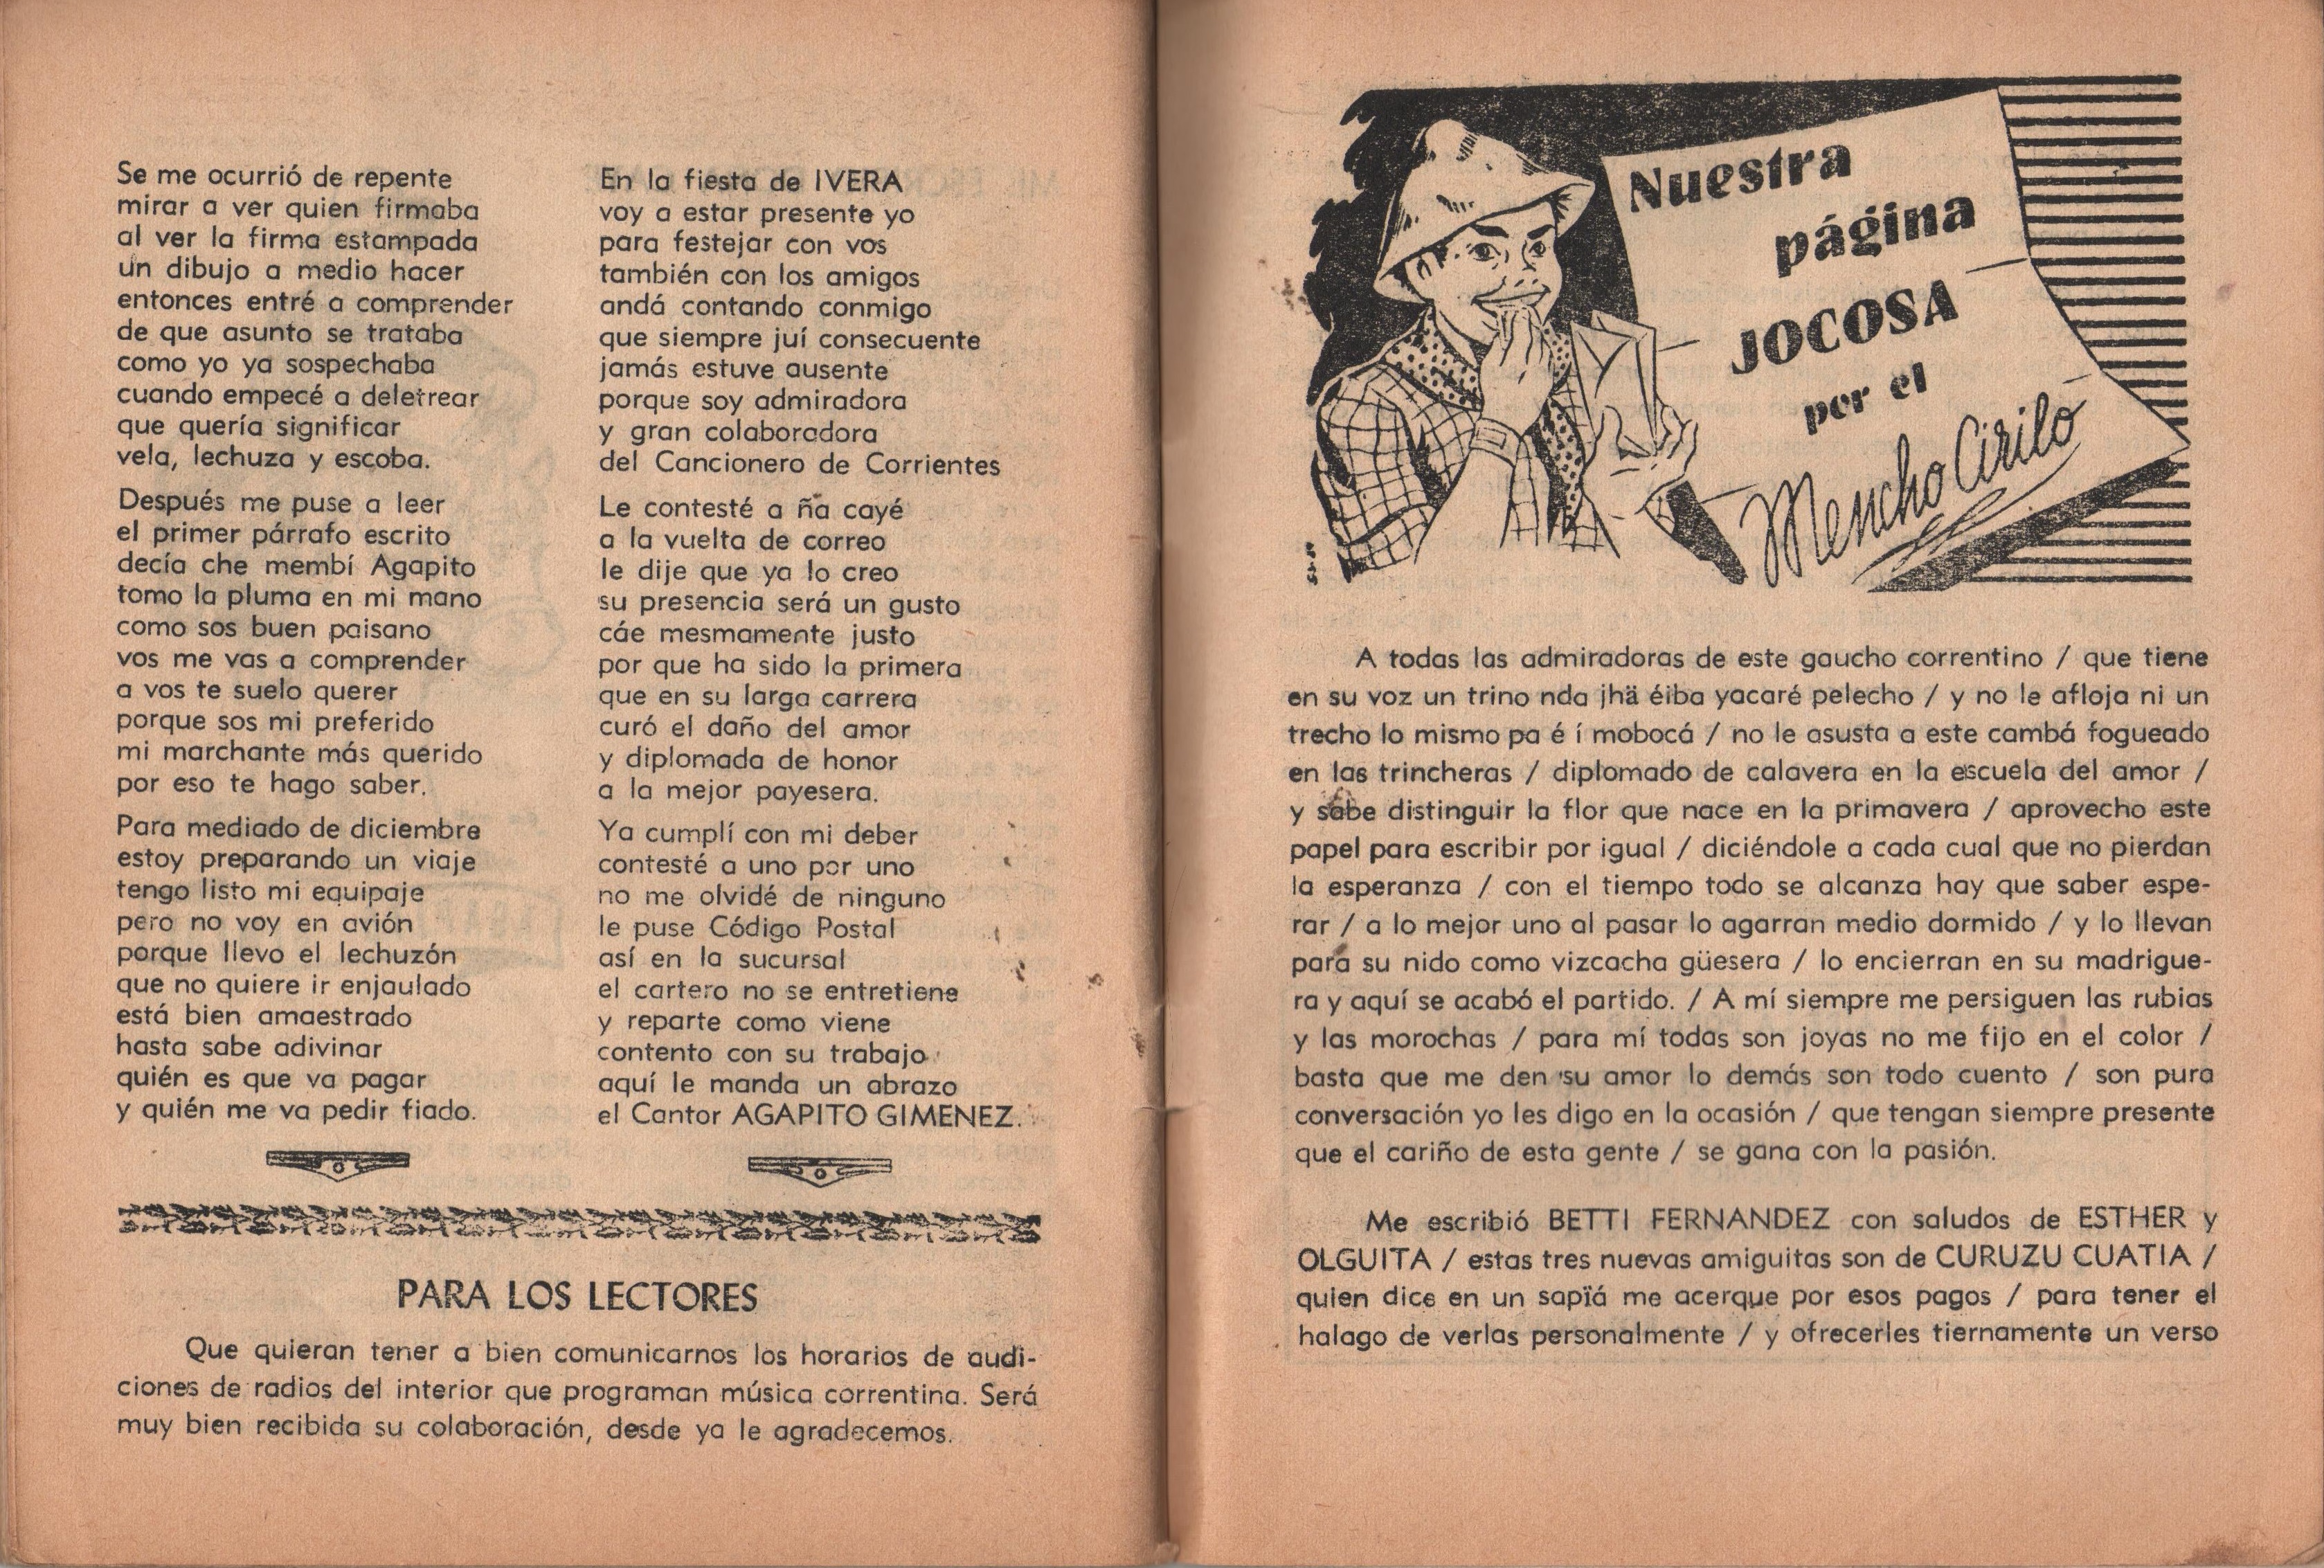 Se me ocurrió de repente
mirar a ver quien firmaba
al ver la firma estampada
un dibujo a medio hacer
entonces entré a comprender
de que asunto se trataba
como yo ya sospechaba
cuando empecé a deletrear
que quería significar
vela, lechuza y escoba.
Después me puse a leer
el primer párrafo escrito
decía che membí Agapito
tomo la pluma en mi mano
como sos buen paisano
vos me vas a comprender
a vos te suelo querer
porque sos mi preferido
mi marchante más querido
por eso te hago saber.
Para mediado de diciembre
estoy preparando un viaje
tengo listo mi equipaje
pero no voy en avión
porque llevo el lechuzón
que no quiere ir enjaulado
está bien amaestrado
hasta sabe adivinar
quién es que va pagar
y quién me va pedir fiado.
En la fiesta de IVERA
voy a estar presente yo
para festejar con vos
también con los amigos
andá contando conmigo
que siempre juí consecuente
jamás estuve ausente
porque soy admiradora
y gran colaboradora
del Cancionero de Corrientes
Le contesté a ña cayé
a la vuelta de correo
le dije que ya lo creo
su presencia será un gusto
cáe mesmamente justo
por que ha sido la primera
que en su larga carrera
curó el daño del amor
y diplomada de honor
a la mejor payesera.
Ya cumplí con mi deber
contesté a uno por uno
no me olvidé de ninguno
le puse Código Postal
así en la sucursal
el cartero no se entretiene
y reparte como viene
contento con su trabajo
aquí le manda un abrazo
el Cantor AGAPITO GIMENEZ.
PARA LOS LECTORES
Que quieran tener a bien comunicarnos los horarios de audi-
ciones de radios del interior que programan música correntina. Será
muy bien recibida su colaboración, desde ya le agradecemos.
Nuestra
página
JOCOSA
por el
Mencho Cirilo
A todas las admiradoras de este gaucho correntino / que tiene
en su voz un trino nda jhä éiba yacaré pelecho / y no le afloja ni un
trecho lo mismo pa é í mobocá / no le asusta a este cambá fogueado
en las trincheras / diplomado de calavera en la escuela del amor /
y sabe distinguir la flor que nace en la primavera / aprovecho este
papel para escribir por igual / diciéndole a cada cual que no pierdan
la esperanza / con el tiempo todo se alcanza hay que saber espe-
rar / a lo mejor uno al pasar lo agarran medio dormido / y lo llevan
para su nido como vizcacha güesera / lo encierran en su madrigue-
ra y aquí se acabó el partido. / A mí siempre me persiguen las rubias
y las morochas / para mí todas son joyas no me fijo en el color /
basta que me den su amor lo demás son todo cuento / son pura
conversación yo les digo en la ocasión / que tengan siempre presente
que el cariño de esta gente / se gana con la pasión.
Me escribió BETTI FERNANDEZ con saludos de ESTHER y
OLGUITA / estas tres nuevas amiguitas son de CURUZU CUATIA /
quien dice en un sapïá me acerque por esos pagos / para tener el
halago de verlas personalmente / y ofrecerles tiernamente un verso